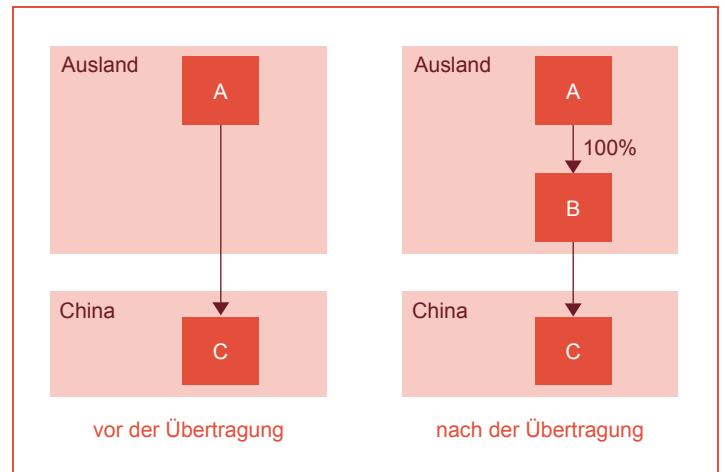 Ausland
A
China
C
vor der Übertragung
Ausland
A
100%
B
China
C
nach der Übertragung